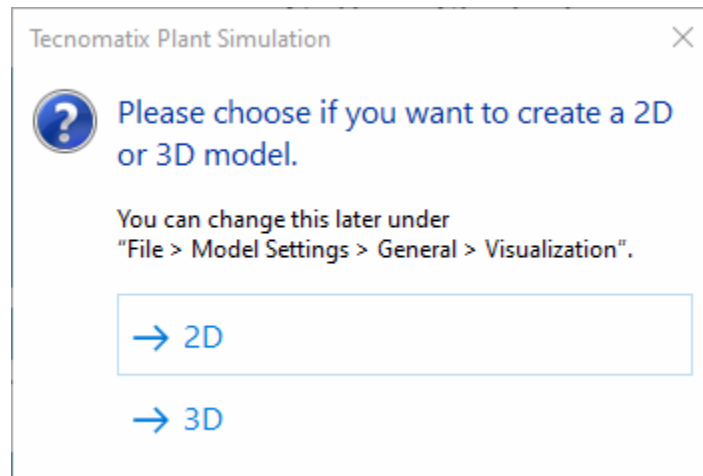 Tecnomatix Plant Simulation
Please choose if you want to create a 2D
or 3D model.
You can change this later under
"File > Model Settings > General > Visualization".
2D
3D